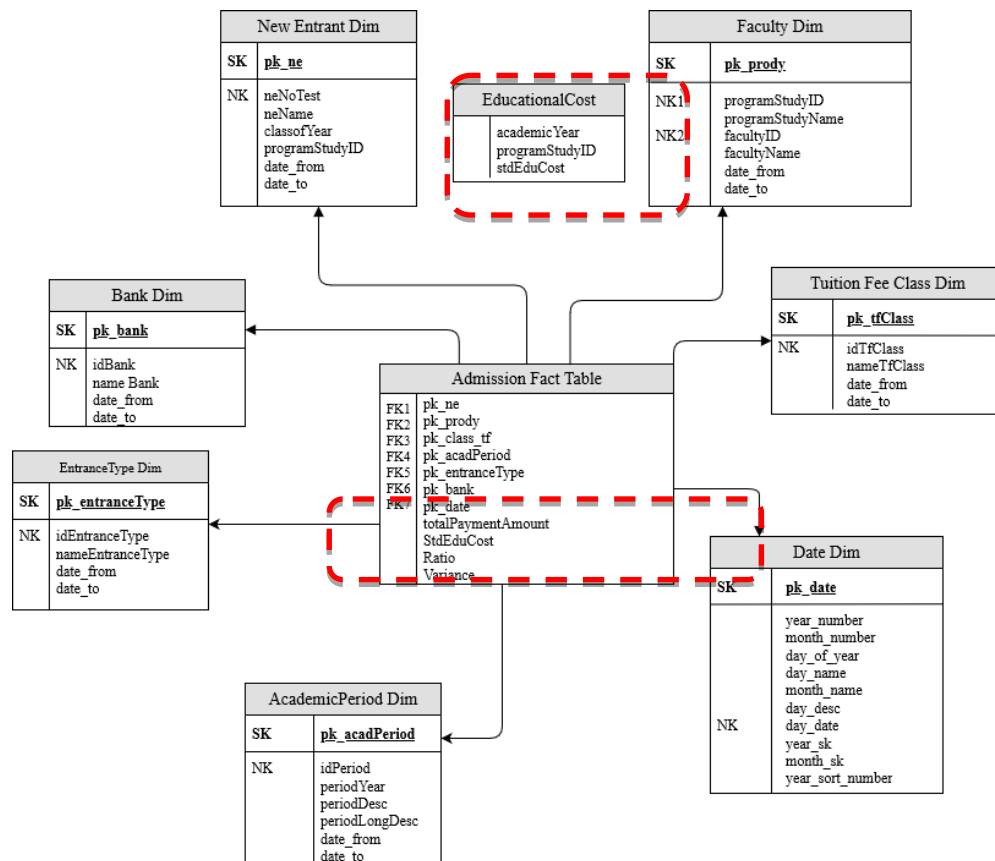 New Entrant Dim
SK pk_ne
NK neNoTest
neName
classofYear
programStudyID
date_from
date_to
EducationalCost
academicYear
programStudyID
stdEduCost
Faculty Dim
SK pk_prody
NK1 programStudyID
programStudyName
NK2 facultyID
facultyName
date_from
date_to
Bank Dim
SK pk_bank
NK idBank
name Bank
date_from
date_to
Tuition Fee Class Dim
SK pk_tfClass
NK idTfClass
nameTfClass
date_from
date_to
Admission Fact Table
FK1 pk_ne
FK2 pk_prody
FK3 pk_class_tf
FK4 pk_acadPeriod
FK5 pk_entranceType
FK6 pk_bank
FK7 pk_date
totalPaymentAmount
StdEduCost
Ratio
Variance
EntranceType Dim
SK pk_entranceType
NK idEntranceType
nameEntranceType
date_from
date_to
Date Dim
SK pk_date
year_number
month_number
day_of_year
day_name
month_name
day_desc
NK day_date
year_sk
month_sk
year_sort_number
AcademicPeriod Dim
SK pk_acadPeriod
NK idPeriod
periodYear
periodDesc
periodLongDesc
date_from
date_to